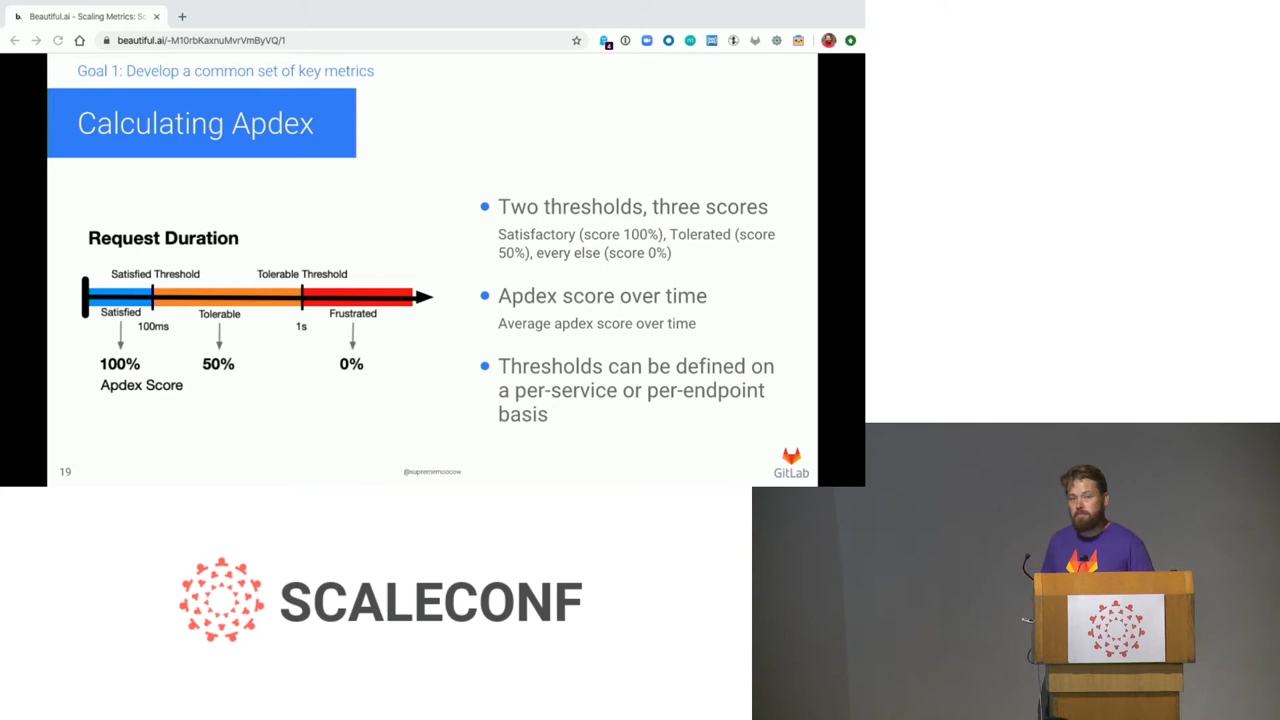 b. Beautiful.ai - Scaling Metrics: Sc
beautiful.ai/-M10rbKaxnuMvrVmByVQ/1
Goal 1: Develop a common set of key metrics
Calculating Apdex
Request Duration
Satisfied Threshold Tolerable Threshold
Satisfied Tolerable Frustrated
100ms 1s
100% 50% 0%
Apdex Score
Two thresholds, three scores
Satisfactory (score 100%), Tolerated (score
50%), every else (score 0%)
Apdex score over time
Average apdex score over time
Thresholds can be defined on
a per-service or per-endpoint
basis
19
@suprememoocow
GitLab
SCALECONF